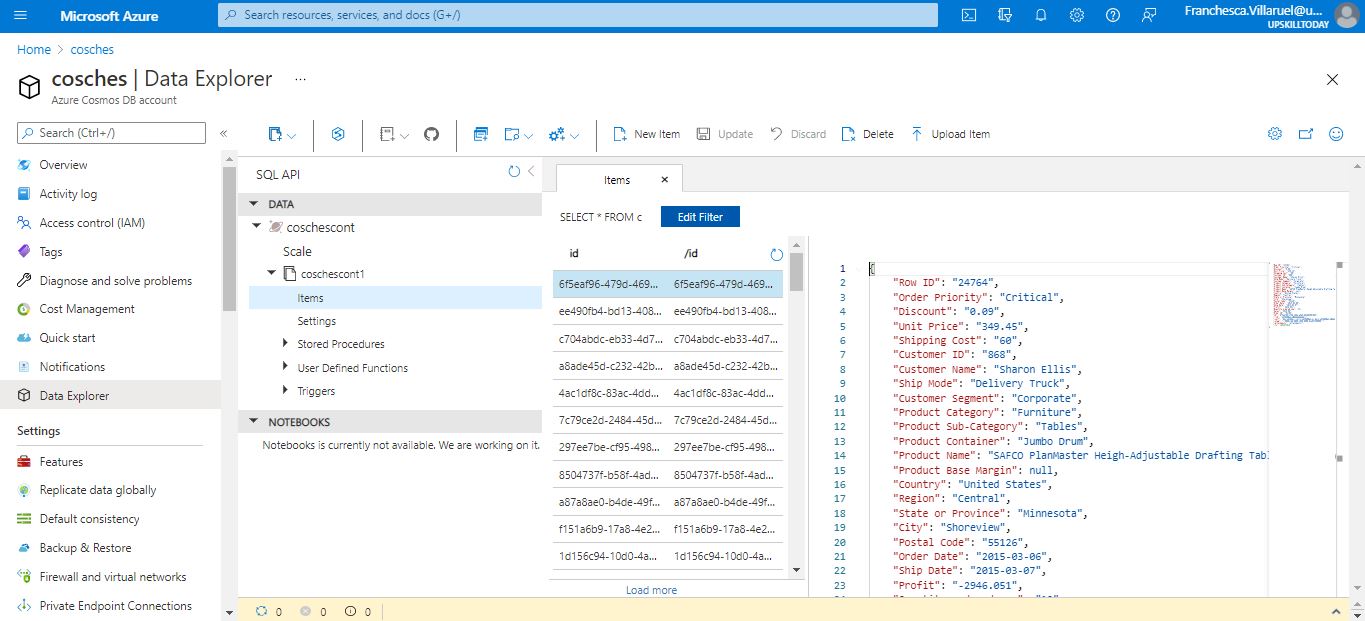 Microsoft Azure
Search resources, services, and docs (G+/)
Franchesca.Villaruel@u...
UPSKILLTODAY
Home > cosches
cosches | Data Explorer ...
Azure Cosmos DB account
Search (Ctrl+/)
«
Overview
Activity log
Access control (IAM)
Tags
Diagnose and solve problems
Cost Management
Quick start
Notifications
Data Explorer
Settings
Features
Replicate data globally
Default consistency
Backup & Restore
Firewall and virtual networks
Private Endpoint Connections
New Item
Update
Discard
Delete
Upload Item
SQL API
DATA
coschescont
Scale
coschescont1
Items
Settings
Stored Procedures
User Defined Functions
Triggers
NOTEBOOKS
Notebooks is currently not available. We are working on it.
Items
SELECT * FROM c
Edit Filter
id /id
6f5eaf96-479d-469... 6f5eaf96-479d-469...
ee490fb4-bd13-408... ee490fb4-bd13-408...
c704abdc-eb33-4d7... c704abdc-eb33-4d7...
a8ade45d-c232-42b... a8ade45d-c232-42b...
4ac1df8c-83ac-4dd... 4ac1df8c-83ac-4dd...
7c79ce2d-2484-45d... 7c79ce2d-2484-45d...
297ee7be-cf95-498... 297ee7be-cf95-498...
8504737f-b58f-4ad... 8504737f-b58f-4ad...
a87a8ae0-b4de-49f... a87a8ae0-b4de-49f...
f151a6b9-17a8-4e2... f151a6b9-17a8-4e2...
1d156c94-10d0-4a... 1d156c94-10d0-4a...
Load more
1 {
2 "Row ID": "24764",
3 "Order Priority": "Critical",
4 "Discount": "0.09",
5 "Unit Price": "349.45",
6 "Shipping Cost": "60",
7 "Customer ID": "868",
8 "Customer Name": "Sharon Ellis",
9 "Ship Mode": "Delivery Truck",
10 "Customer Segment": "Corporate",
11 "Product Category": "Furniture",
12 "Product Sub-Category": "Tables",
13 "Product Container": "Jumbo Drum",
14 "Product Name": "SAFCO PlanMaster Heigh-Adjustable Drafting Tabl
15 "Product Base Margin": null,
16 "Country": "United States",
17 "Region": "Central",
18 "State or Province": "Minnesota",
19 "City": "Shoreview",
20 "Postal Code": "55126",
21 "Order Date": "2015-03-06",
22 "Ship Date": "2015-03-07",
23 "Profit": "-2946.051",
0 0 0